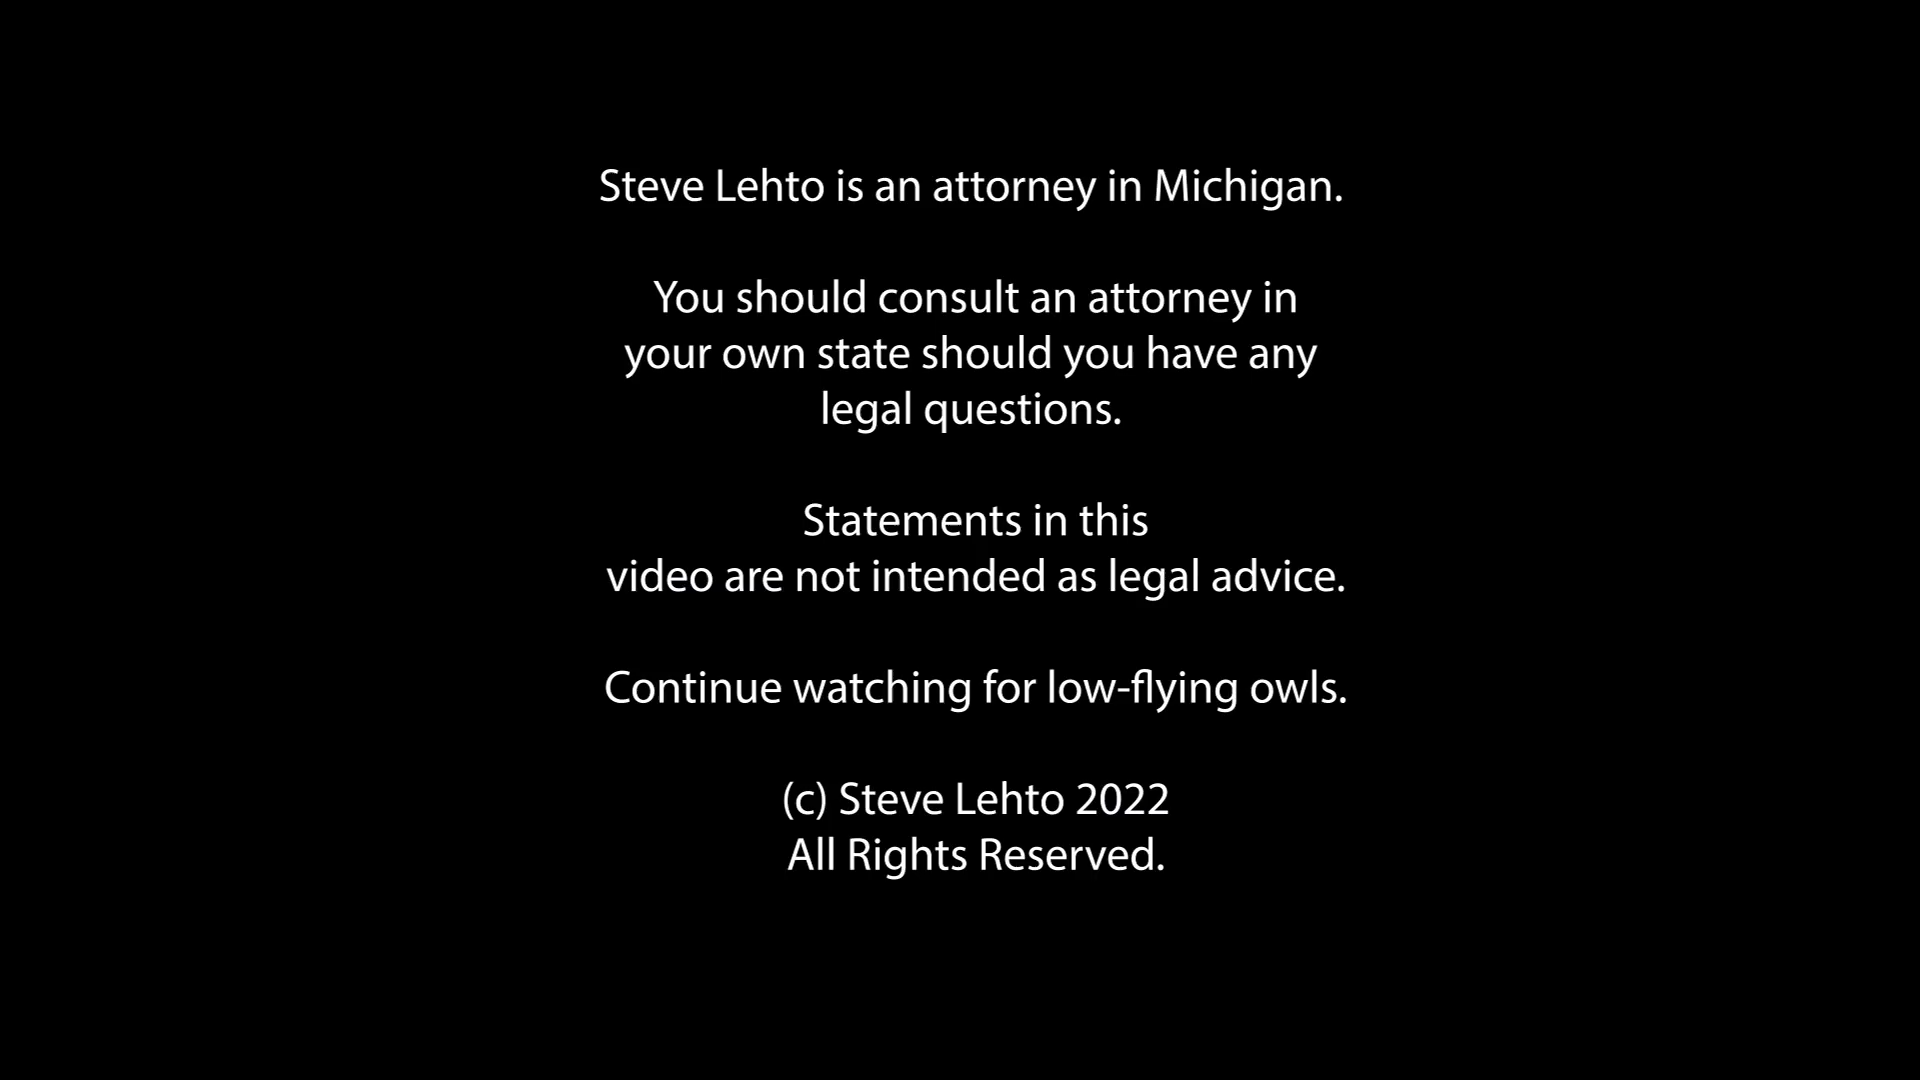 Steve Lehto is an attorney in Michigan.
You should consult an attorney in
your own state should you have any
legal questions.
Statements in this
video are not intended as legal advice.
Continue watching for low-flying owls.
(c) Steve Lehto 2022
All Rights Reserved.